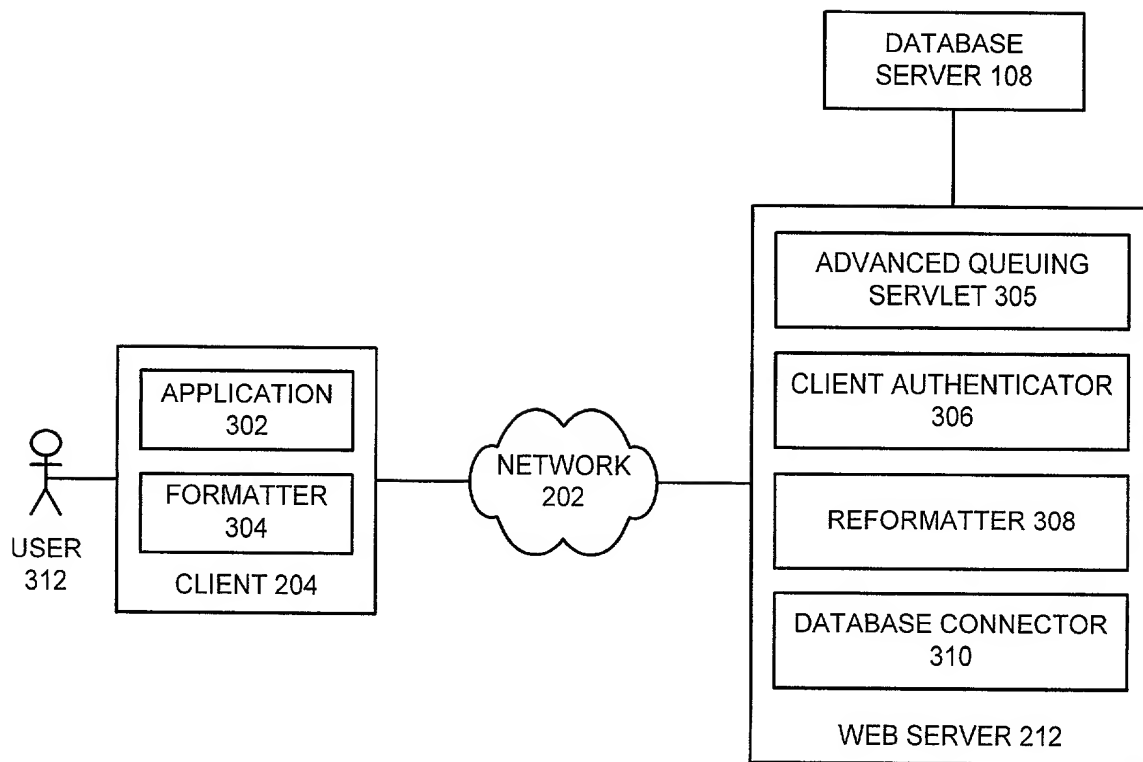 DATABASE
SERVER 108
ADVANCED QUEUING
SERVLET 305
CLIENT AUTHENTICATOR
306
REFORMATTER 308
DATABASE CONNECTOR
310
WEB SERVER 212
NETWORK
202
APPLICATION
302
FORMATTER
304
CLIENT 204
USER
312